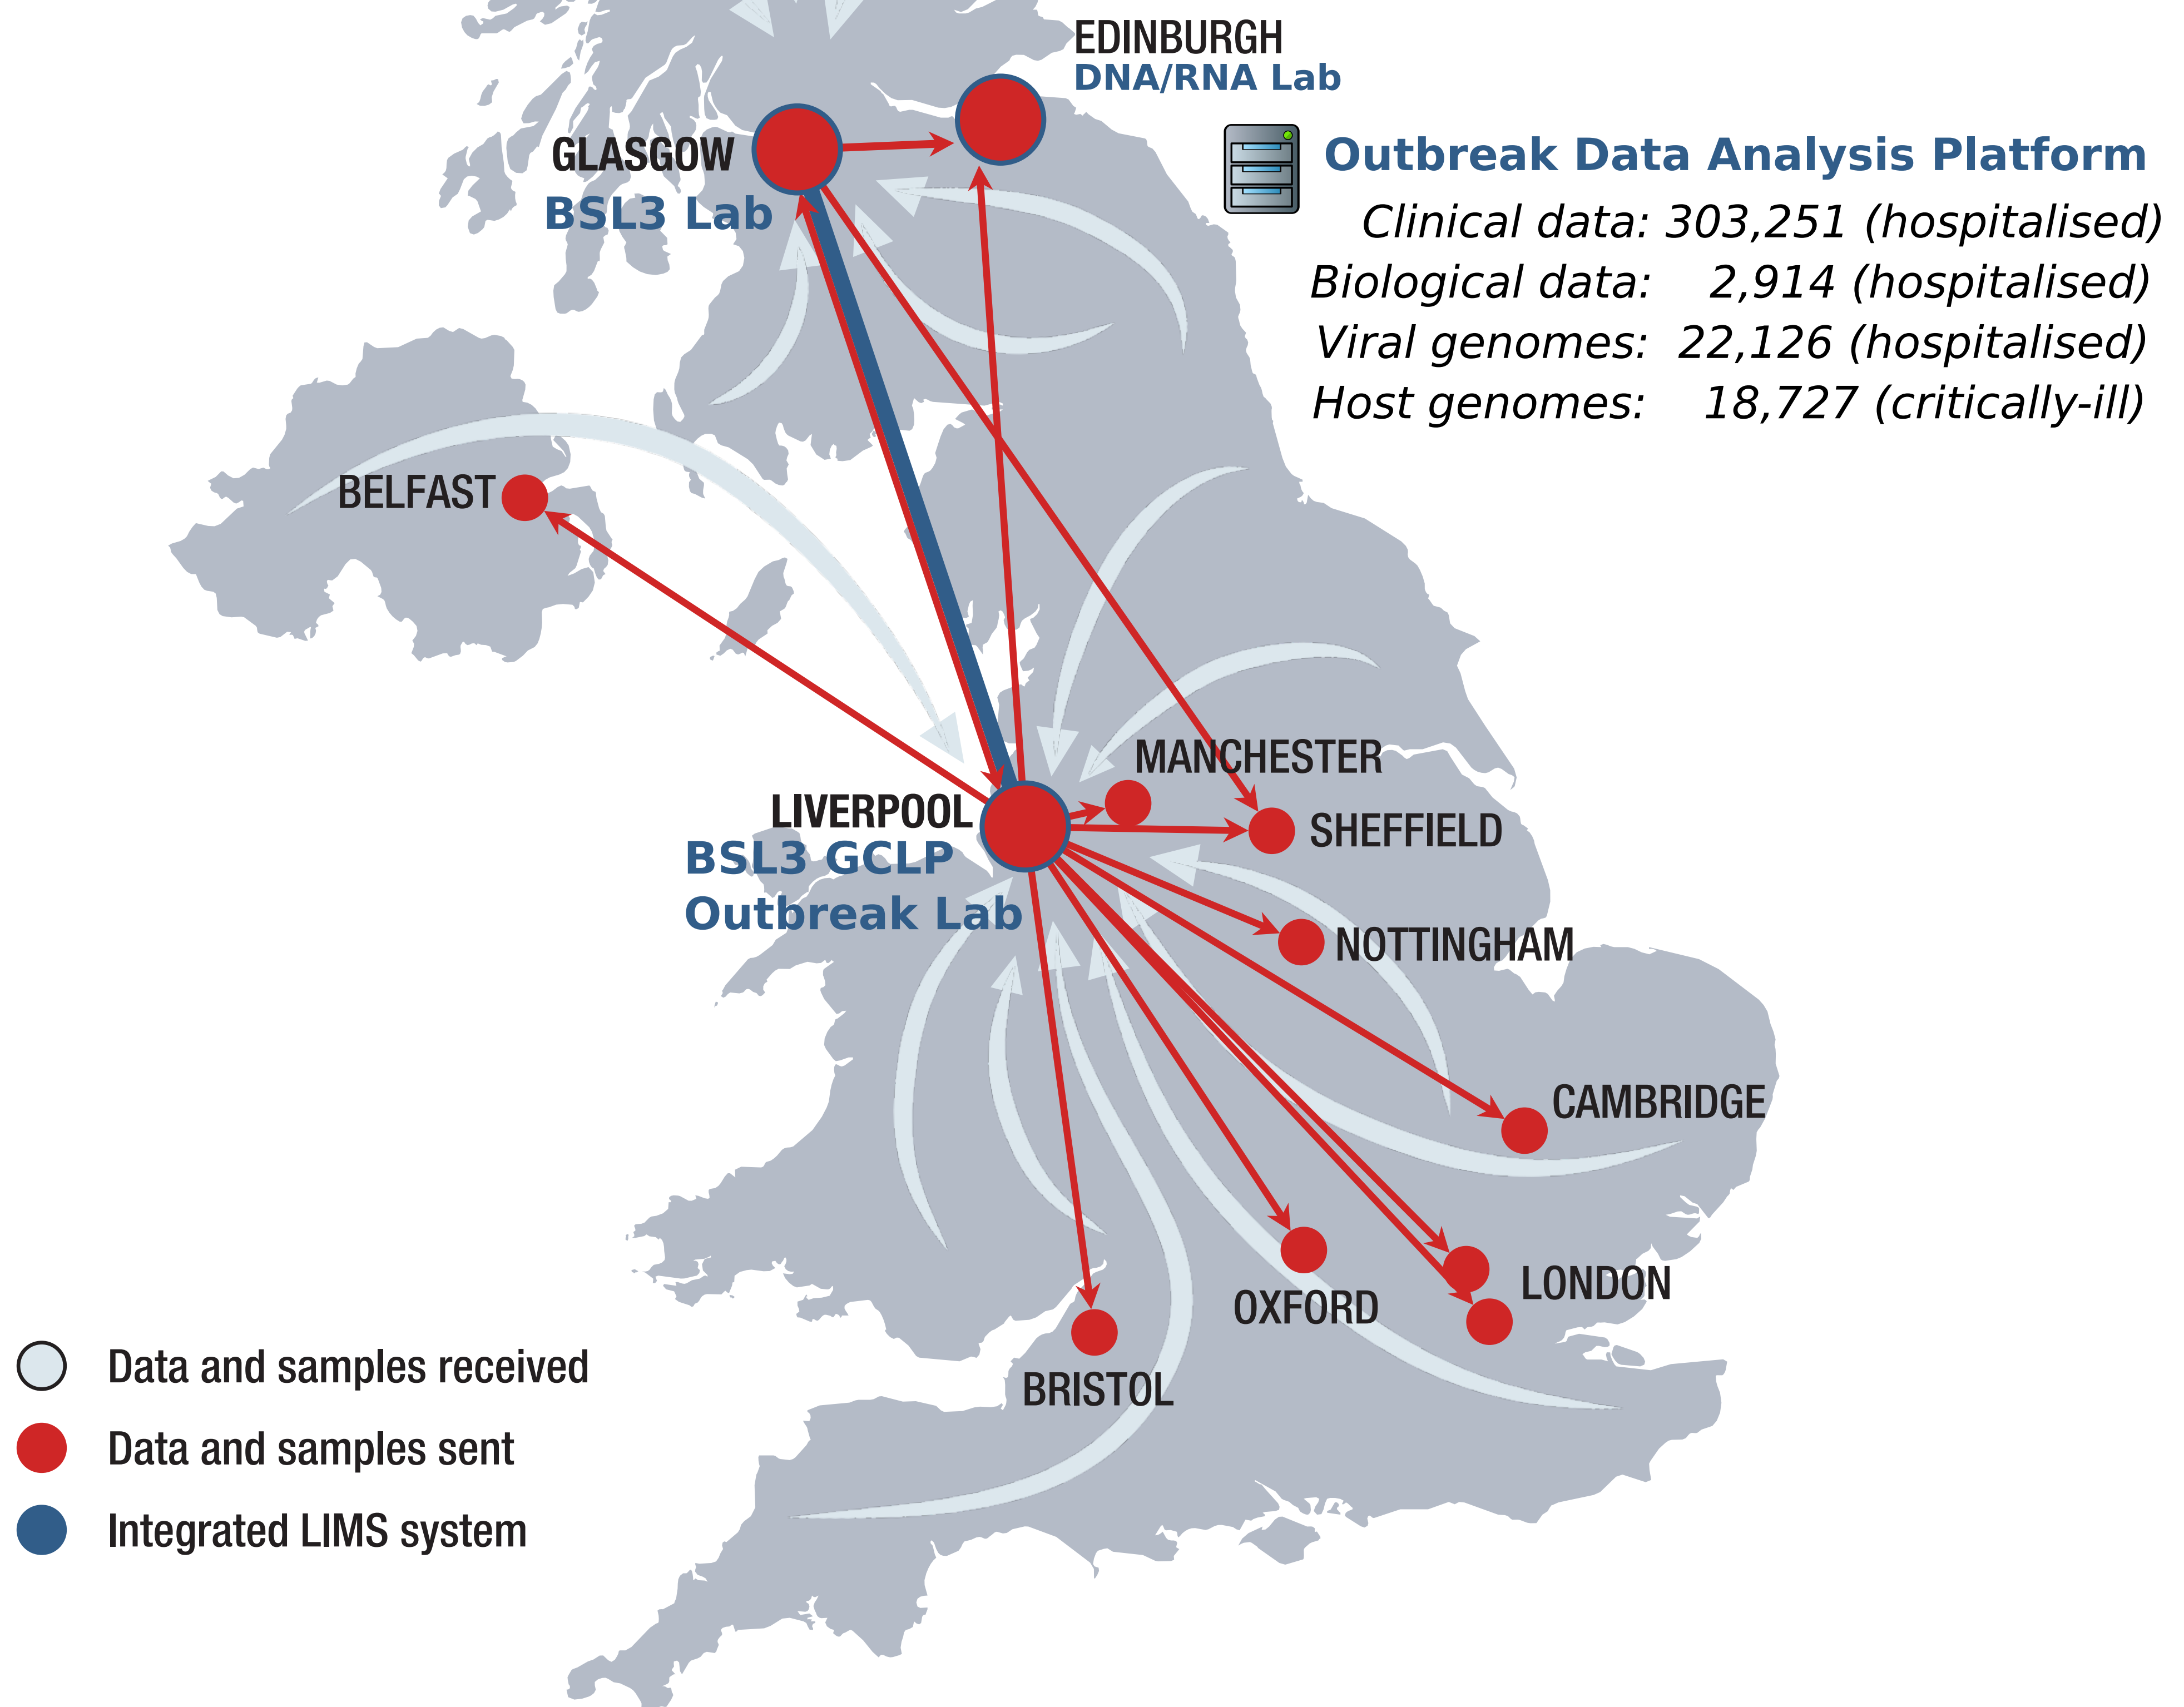 EDINBURGH
DNA/RNA Lab
GLASGOW
BSL3 Lab
Outbreak Data Analysis Platform
Clinical data: 303,251 (hospitalised)
Biological data: 2,914 (hospitalised)
Viral genomes: 22,126 (hospitalised)
Host genomes: 18,727 (critically-ill)
BELFAST
MANCHESTER
LIVERPOOL
BSL3 GCLP
Outbreak Lab
SHEFFIELD
NOTTINGHAM
CAMBRIDGE
LONDON
OXFORD
BRISTOL
Data and samples received
Data and samples sent
Integrated LIMS system